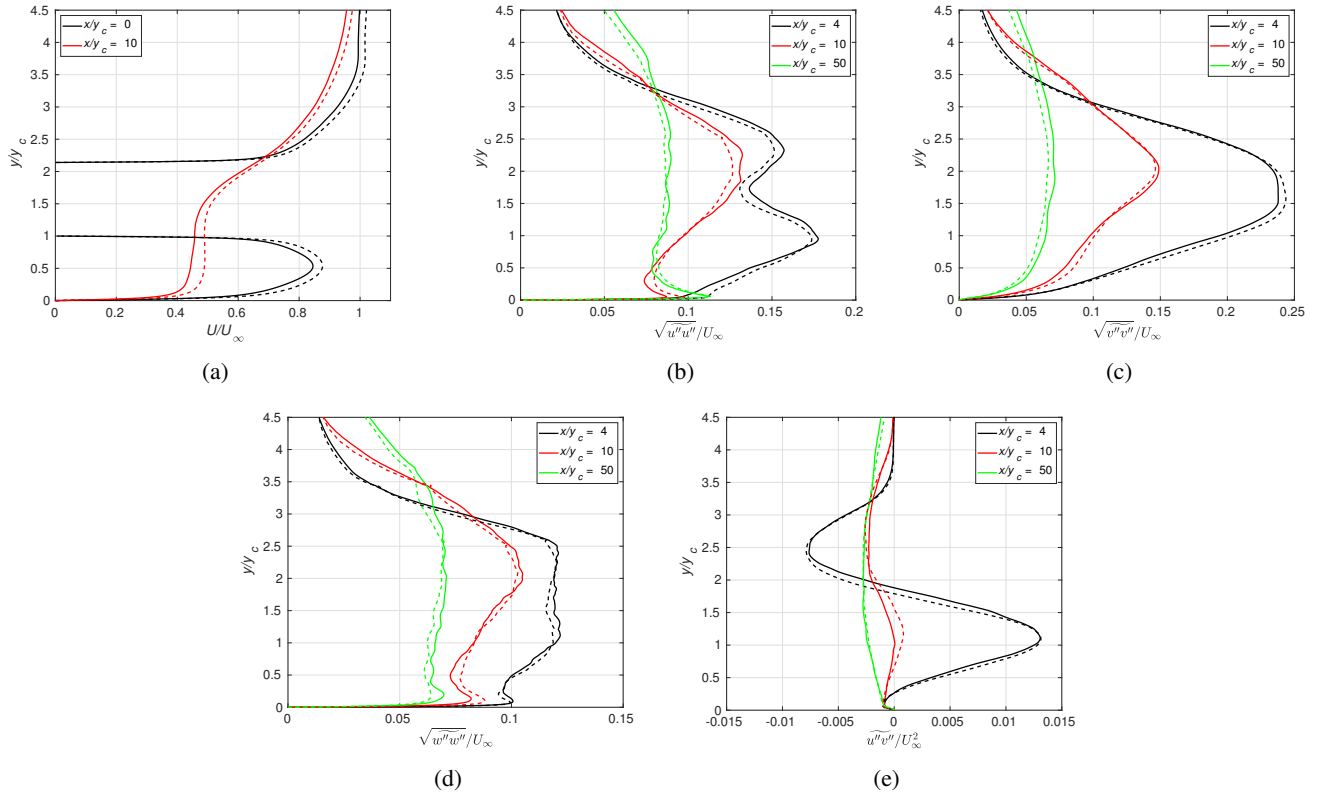 4.5
4
3.5
3
2.5
2
1.5
1
0.5
0
y/y c
0 0.2 0.4 0.6 0.8 1
U/U∞
x/y c = 0
x/y c = 10
(a)
4.5
4
3.5
3
2.5
2
1.5
1
0.5
0
y/y c
0 0.05 0.1 0.15 0.2
√u''u''/U∞
x/y c = 4
x/y c = 10
x/y c = 50
(b)
4.5
4
3.5
3
2.5
2
1.5
1
0.5
0
y/y c
0 0.05 0.1 0.15 0.20 0.25
√v''v''/U∞
x/y c = 4
x/y c = 10
x/y c = 50
(c)
4.5
4
3.5
3
2.5
2
1.5
1
0.5
0
y/y c
0 0.05 0.1 0.15
√w''w''/U∞
x/y c = 4
x/y c = 10
x/y c = 50
(d)
4.5
4
3.5
3
2.5
2
1.5
1
0.5
0
y/y c
-0.015 -0.01 -0.005 0 0.005 0.01 0.015
u''v''/U∞²
x/y c = 4
x/y c = 10
x/y c = 50
(e)